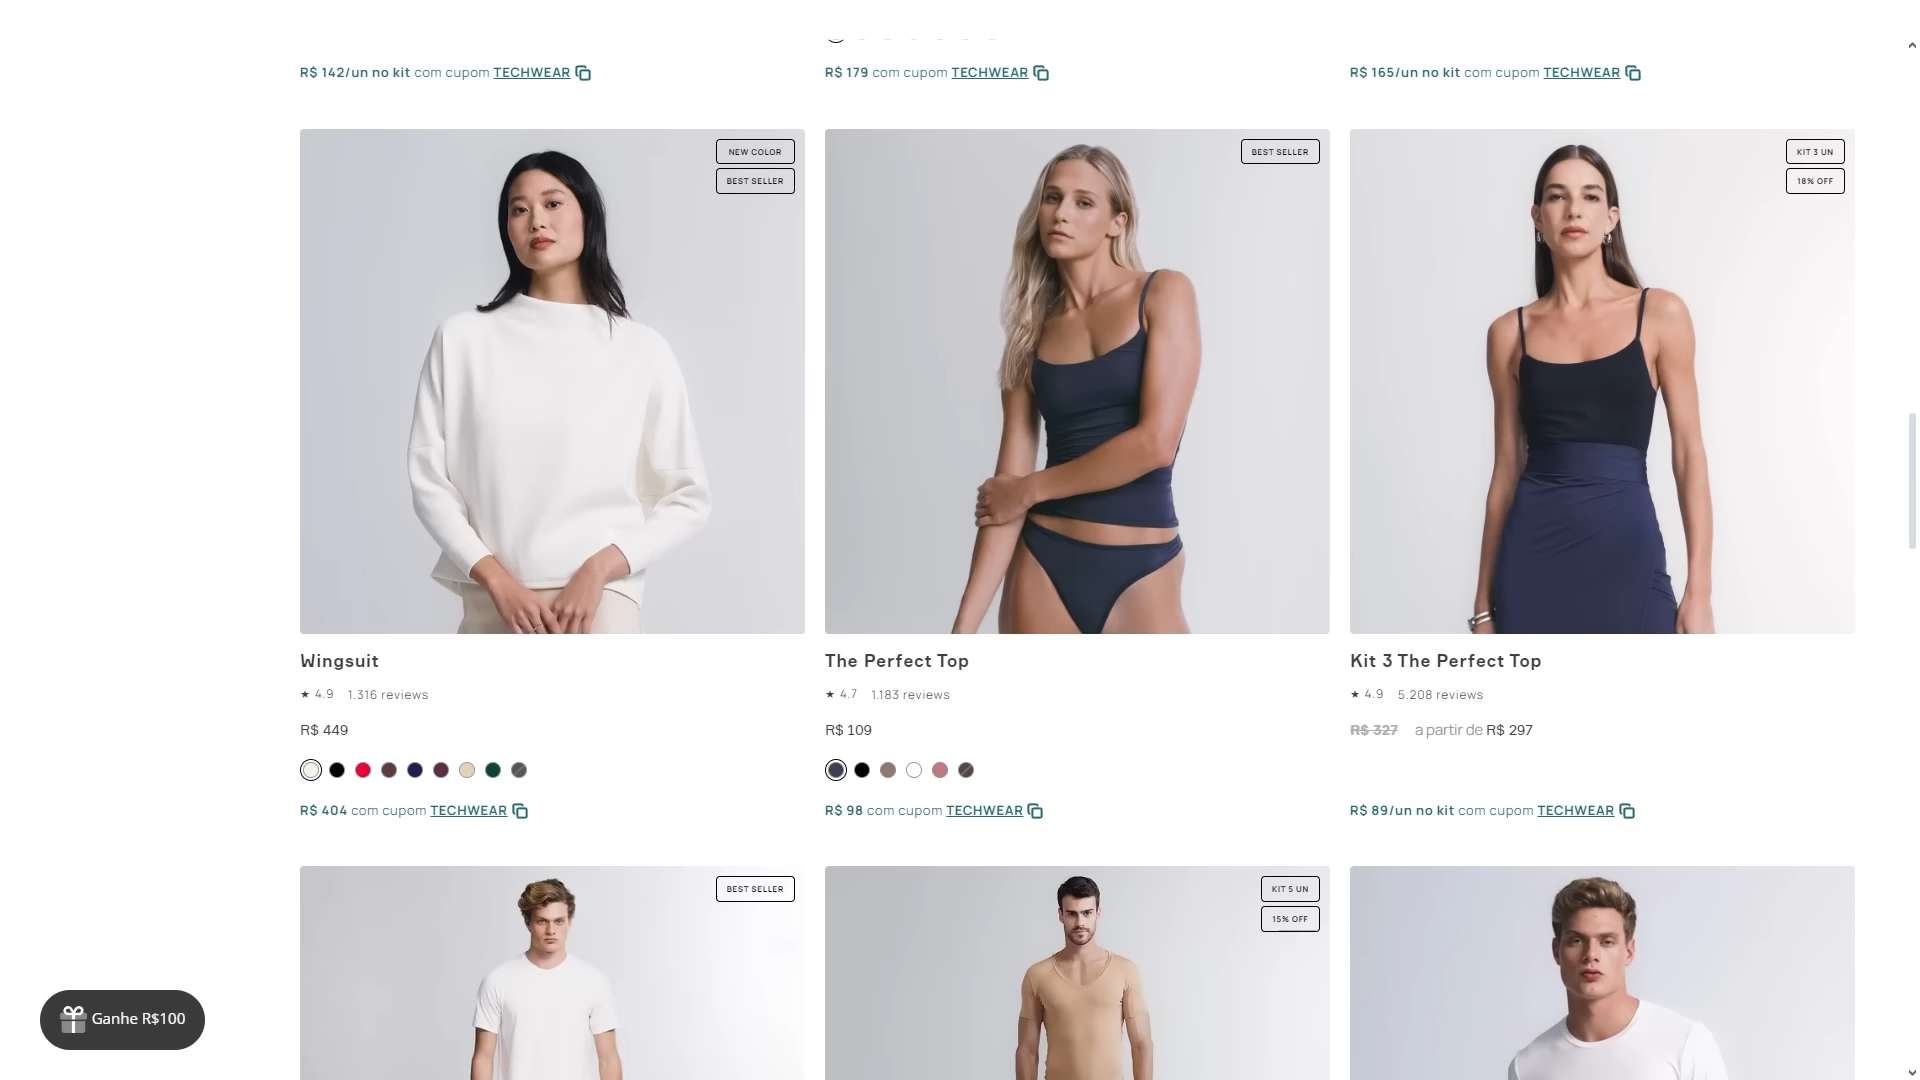 R$ 142/un no kit com cupom TECHWEAR
R$ 179 com cupom TECHWEAR
R$ 165/un no kit com cupom TECHWEAR
NEW COLOR
BEST SELLER
BEST SELLER
KIT 3 UN
18% OFF
Wingsuit
★ 4.9 1.316 reviews
R$ 449
R$ 404 com cupom TECHWEAR
The Perfect Top
★ 4.7 1.183 reviews
R$ 109
R$ 98 com cupom TECHWEAR
Kit 3 The Perfect Top
★ 4.9 5.208 reviews
R$ 327 a partir de R$ 297
R$ 89/un no kit com cupom TECHWEAR
BEST SELLER
KIT 5 UN
15% OFF
Ganhe R$100